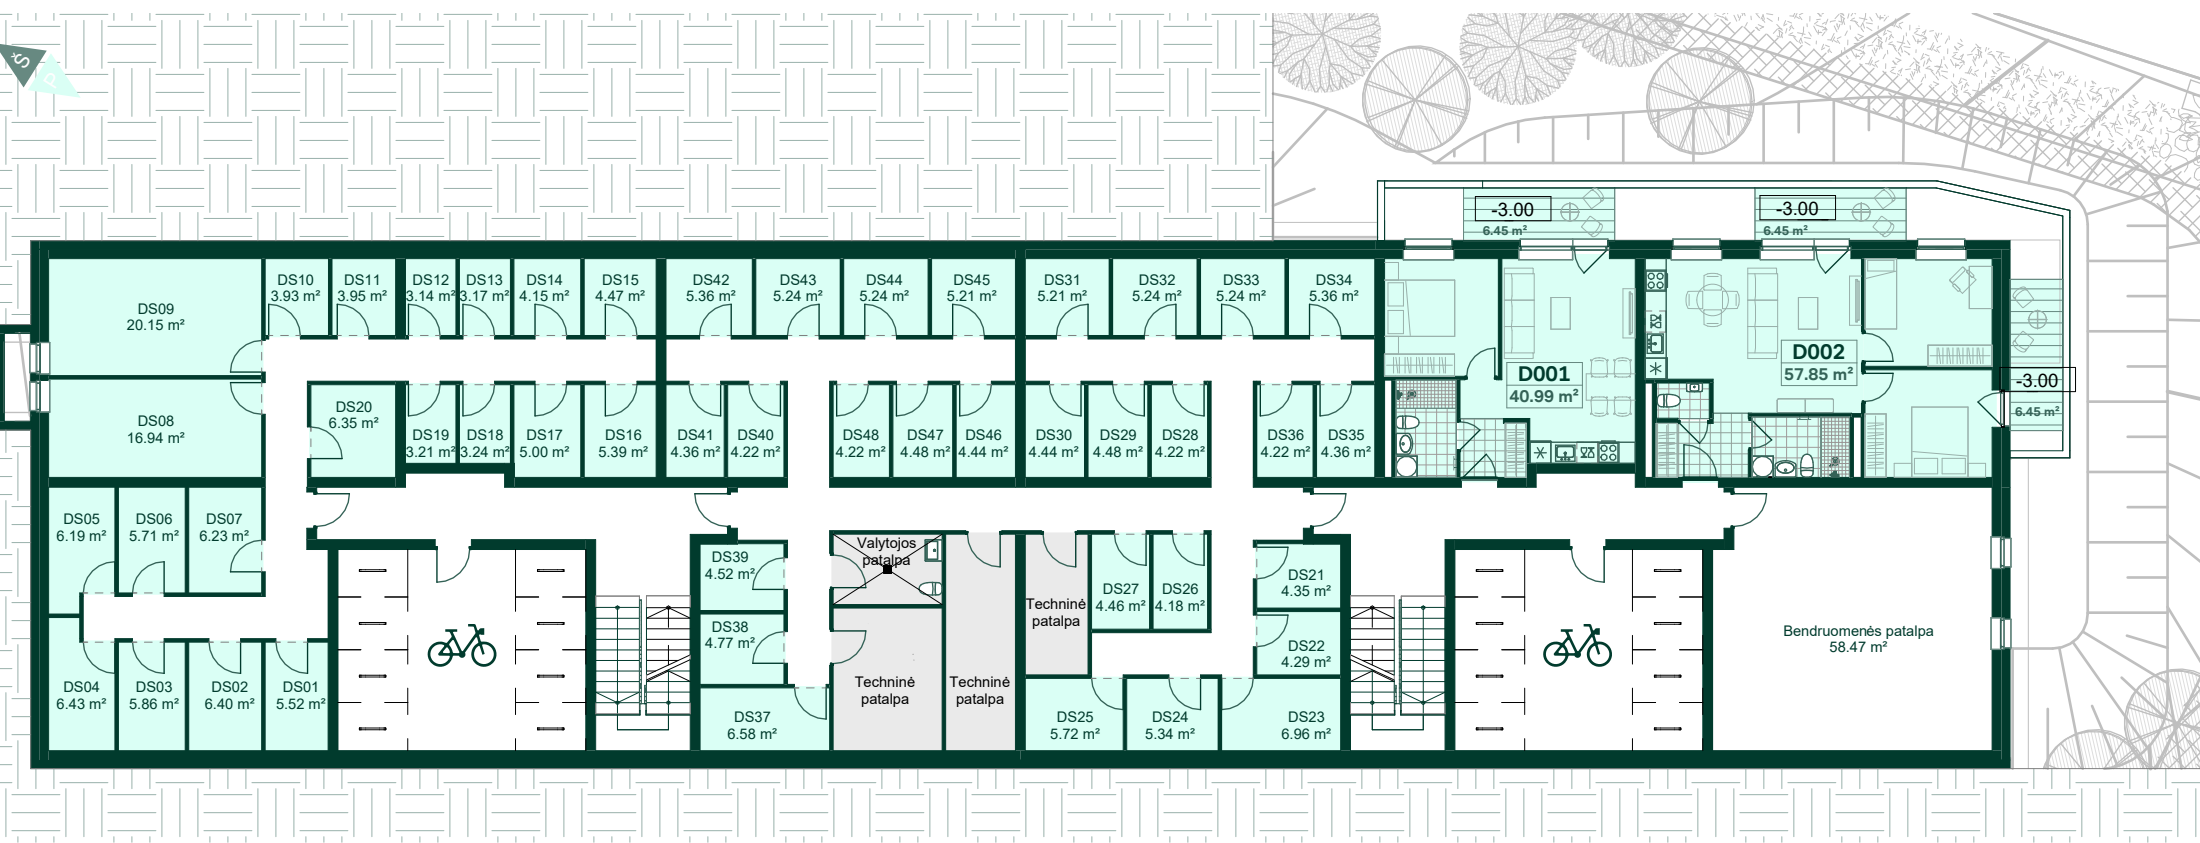 Š
P
-3.00
6.45 m²
-3.00
6.45 m²
DS09
20.15 m²
DS10
3.93 m²
DS11
3.95 m²
DS12
3.14 m²
DS13
3.17 m²
DS14
4.15 m²
DS15
4.47 m²
DS42
5.36 m²
DS43
5.24 m²
DS44
5.24 m²
DS45
5.21 m²
DS31
5.21 m²
DS32
5.24 m²
DS33
5.24 m²
DS34
5.36 m²
D001
40.99 m²
D002
57.85 m²
-3.00
6.45 m²
DS08
16.94 m²
DS20
6.35 m²
DS19
3.21 m²
DS18
3.24 m²
DS17
5.00 m²
DS16
5.39 m²
DS41
4.36 m²
DS40
4.22 m²
DS48
4.22 m²
DS47
4.48 m²
DS46
4.44 m²
DS30
4.44 m²
DS29
4.48 m²
DS28
4.22 m²
DS36
4.22 m²
DS35
4.36 m²
DS05
6.19 m²
DS06
5.71 m²
DS07
6.23 m²
DS39
4.52 m²
Valytojos
patalpa
DS38
4.77 m²
Techninė
patalpa
DS27
4.46 m²
DS26
4.18 m²
DS21
4.35 m²
DS22
4.29 m²
Bendruomenės patalpa
58.47 m²
DS04
6.43 m²
DS03
5.86 m²
DS02
6.40 m²
DS01
5.52 m²
DS37
6.58 m²
Techninė
patalpa
Techninė
patalpa
DS25
5.72 m²
DS24
5.34 m²
DS23
6.96 m²